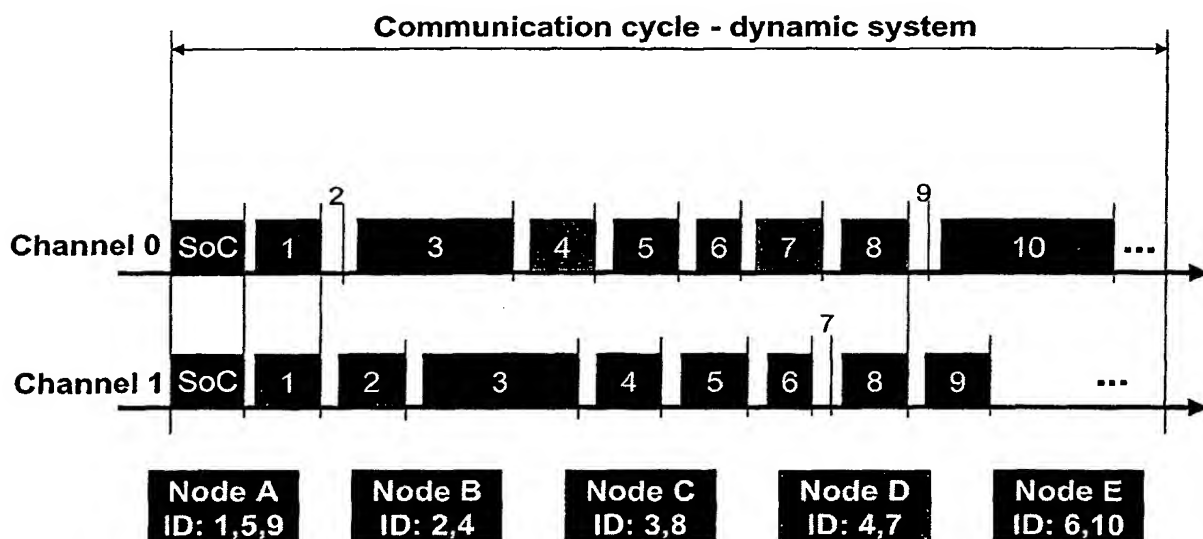 Communication cycle - dynamic system
2 9
Channel 0 SoC 1 3 4 5 6 7 8 10 ...
7
Channel 1 SoC 1 2 3 4 5 6 8 9 ...
Node A Node B Node C Node D Node E
ID: 1,5,9 ID: 2,4 ID: 3,8 ID: 4,7 ID: 6,10